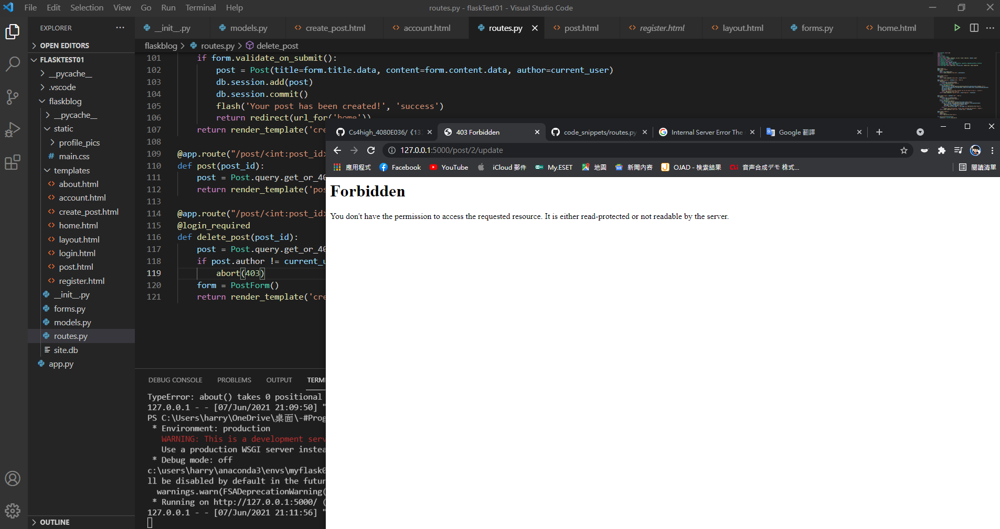 File Edit Selection View Go Run Terminal Help
routes.py - flaskTest01 - Visual Studio Code
EXPLORER ···
OPEN EDITORS
FLASKTEST01
__pycache__
.vscode
flaskblog
__pycache__
static
profile_pics
# main.css
templates
<> about.html
<> account.html
<> create_post.html
<> home.html
<> layout.html
<> login.html
<> post.html
<> register.html
__init__.py
forms.py
models.py
routes.py
site.db
app.py
OUTLINE
__init__.py
models.py
<> create_post.html
<> account.html
routes.py
<> post.html
<> register.html
<> layout.html
forms.py
<> home.html
flaskblog > routes.py > delete_post
101 if form.validate_on_submit():
102 post = Post(title=form.title.data, content=form.content.data, author=current_user)
103 db.session.add(post)
104 db.session.commit()
105 flash('Your post has been created!', 'success')
106 return redirect(url_for('home'))
107 return render_template('cre
108
109 @app.route("/post/<int:post_id>
110 def post(post_id):
111 post = Post.query.get_or_40
112 return render_template('pos
113
114 @app.route("/post/<int:post_id>
115 @login_required
116 def delete_post(post_id):
117 post = Post.query.get_or_40
118 if post.author != current_u
119 abort(403)
120 form = PostForm()
121 return render_template('cre
DEBUG CONSOLE PROBLEMS OUTPUT TERM
TypeError: about() takes 0 positional
127.0.0.1 - - [07/Jun/2021 21:09:50] "
PS C:\Users\harry\OneDrive\桌面\-#Prog
* Environment: production
WARNING: This is a development serv
Use a production WSGI server instea
* Debug mode: off
c:\users\harry\anaconda3\envs\myflask0
ll be disabled by default in the futur
warnings.warn(FSADeprecationWarning(
* Running on http://127.0.0.1:5000/ (
127.0.0.1 - - [07/Jun/2021 21:11:56] "
Cs4high_4080E036/《13
403 Forbidden
code_snippets/routes.py
Internal Server Error The
Google 翻譯
127.0.0.1:5000/post/2/update
應用程式 Facebook YouTube iCloud 郵件 My.ESET 地圖 新聞內容 OJAD - 検索結果 音声合成デモ 株式... 閱讀清單
Forbidden
You don't have the permission to access the requested resource. It is either read-protected or not readable by the server.